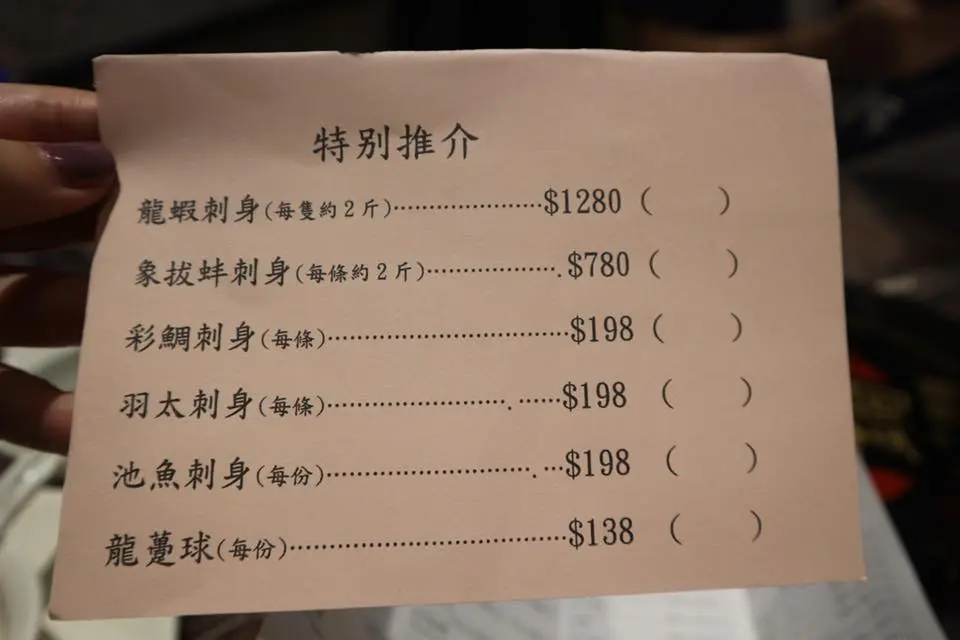 特別推介
龍蝦刺身(每隻約2斤)·····················$1280 (　　)
象拔蚌刺身(每條約2斤)··················.$780 (　　)
彩鯛刺身(每條)··································$198 (　　)
羽太刺身(每條)·························.······$198 (　　)
池魚刺身(每份)·····························.···$198 (　　)
龍躉球(每份)·······································$138 (　　)